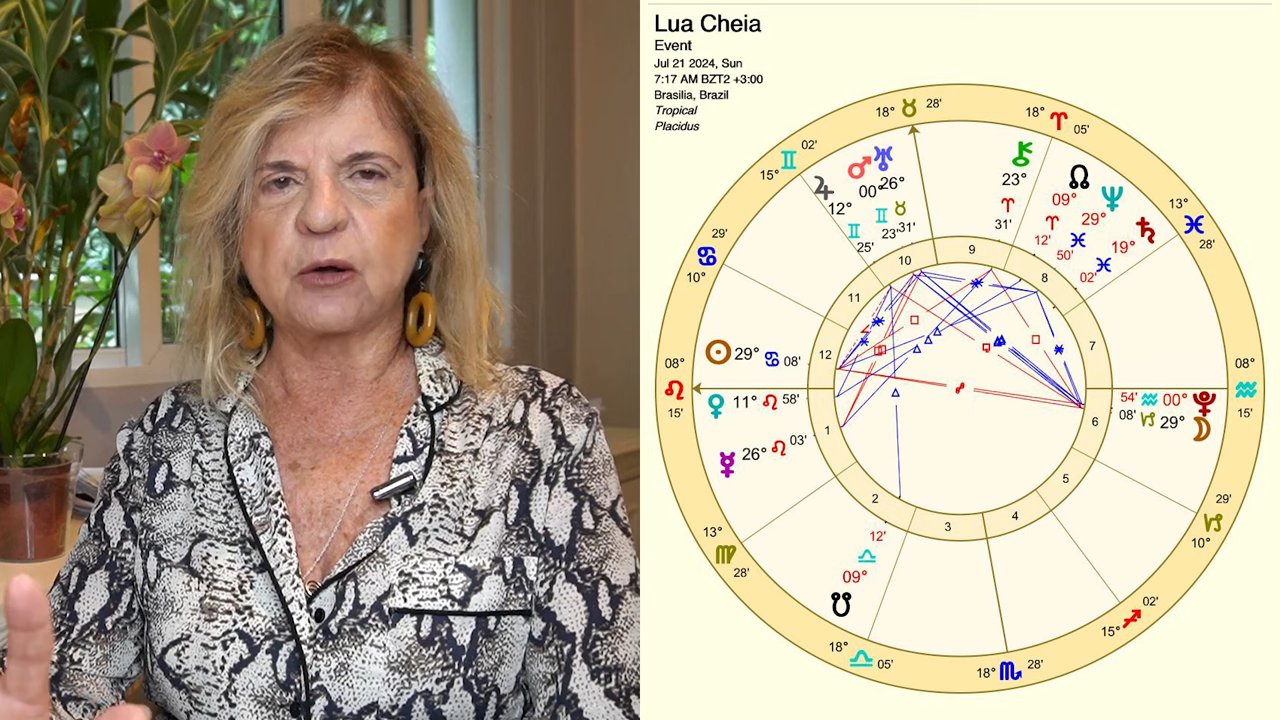 Lua Cheia
Event
Jul 21 2024, Sun
7:17 AM BZT2 +3:00
Brasilia, Brazil
Tropical
Placidus
18° ♉ 28'
18° ♈ 05'
15° ♊ 02'
13° ♓ 28'
29' ♋ 10°
08° ♌ 15'
08° ♒ 15'
13° ♍ 28'
18° ♎ 05'
18° ♏ 28'
15° ♐ 02'
29' ♑ 10°
♃ 12° ♊ 25'
♂ 00° ♊ 23'
♅ 26° ♉ 31'
⚷ 23° ♈ 31'
☊ 09° ♈ 12'
♆ 29° ♓ 50'
♄ 19° ♓ 02'
☉ 29° ♋ 08'
♀ 11° ♌ 58'
☿ 26° ♌ 03'
54' ♒ 00° ♇
08' ♑ 29° ☽
12' ♎ 09° ☋
1
2
3
4
5
6
7
8
9
10
11
12